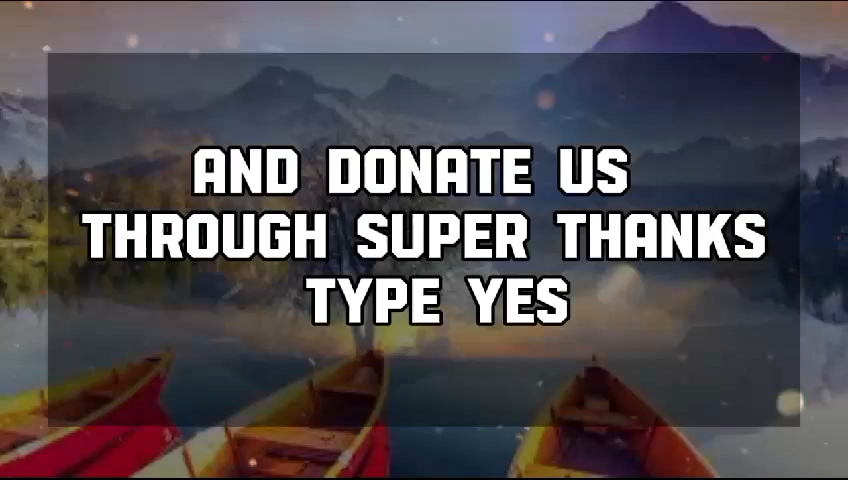 AND DONATE US
THROUGH SUPER THANKS
TYPE YES